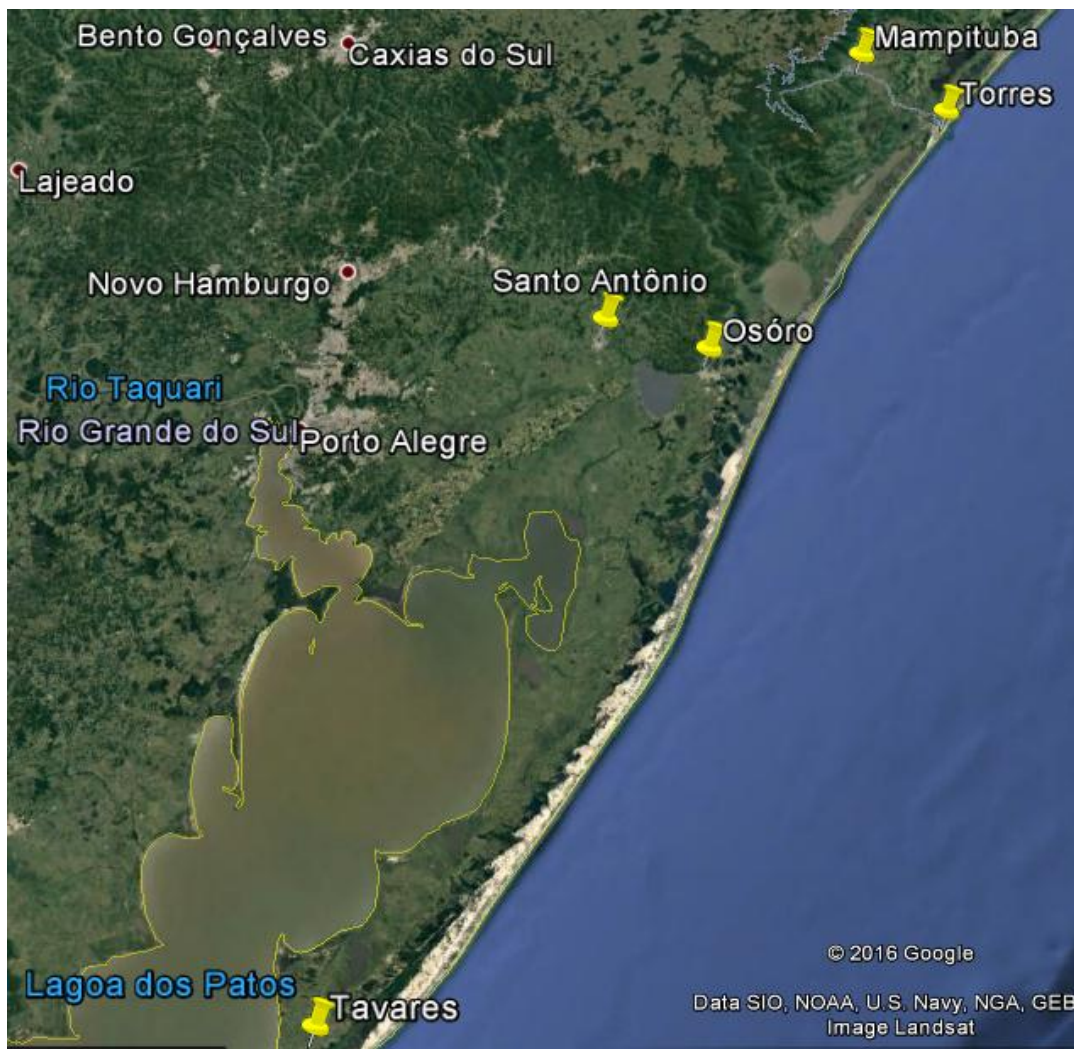 Bento Gonçalves
Caxias do Sul
Mampituba
Torres
Lajeado
Novo Hamburgo
Santo Antônio
Osóro
Rio Taquari
Rio Grande do Sul
Porto Alegre
© 2016 Google
Lagoa dos Patos
Tavares
Data SIO, NOAA, U.S. Navy, NGA, GEB
Image Landsat